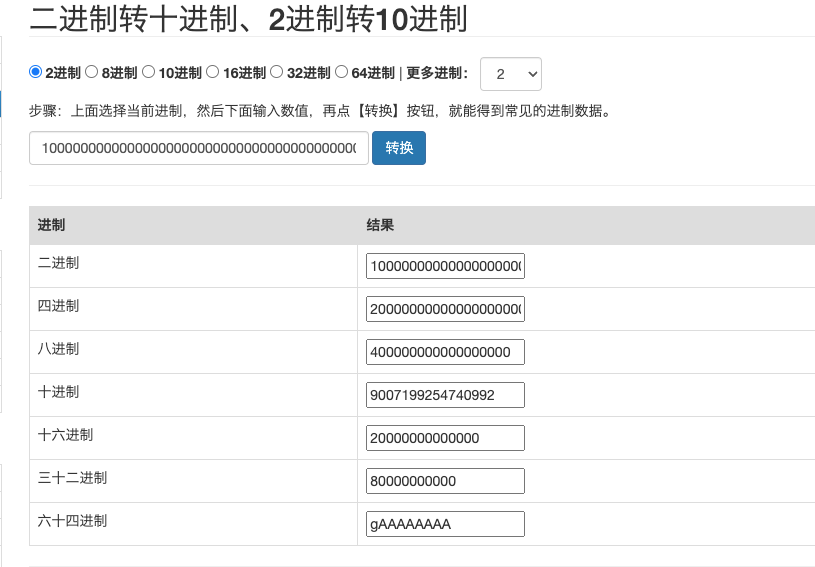 二进制转十进制、2进制转10进制
2进制 8进制 10进制 16进制 32进制 64进制 | 更多进制： 2
步骤：上面选择当前进制，然后下面输入数值，再点【转换】按钮，就能得到常见的进制数据。
1000000000000000000000000000000000000000 转换
进制 结果
二进制 1000000000000000000
四进制 2000000000000000000
八进制 400000000000000000
十进制 9007199254740992
十六进制 20000000000000
三十二进制 80000000000
六十四进制 gAAAAAAAA